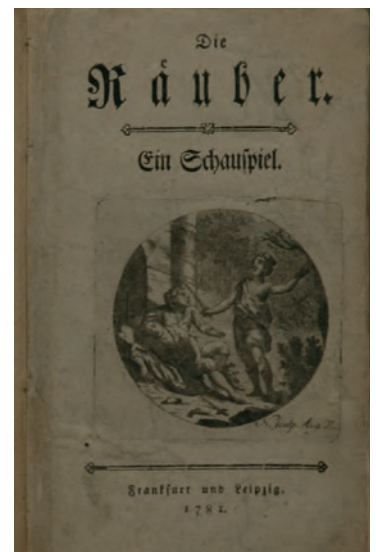 Die
Räuber.
Ein Schauspiel.
Frankfurt und Leipzig.
1781.